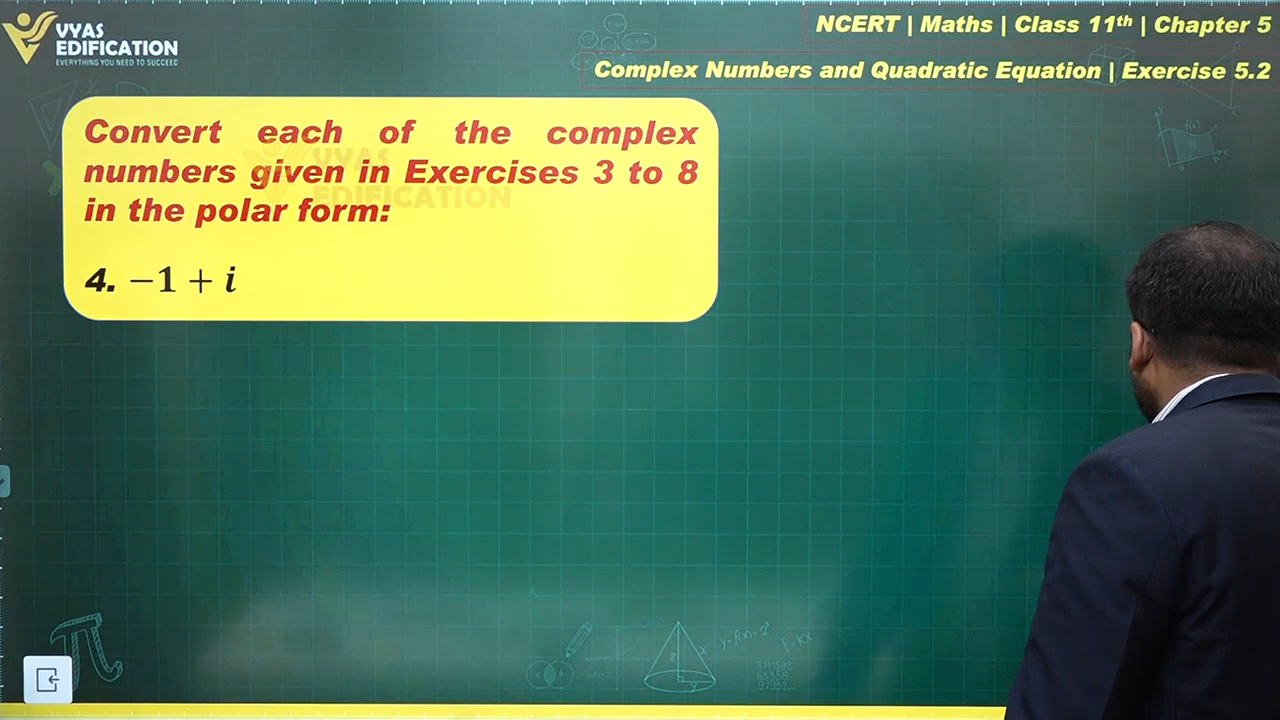 VYAS
EDIFICATION
EVERYTHING YOU NEED TO SUCCEED
NCERT | Maths | Class 11th | Chapter 5
Complex Numbers and Quadratic Equation | Exercise 5.2
Convert each of the complex
numbers given in Exercises 3 to 8
in the polar form:
VYAS
EDIFICATION
4. −1 + i